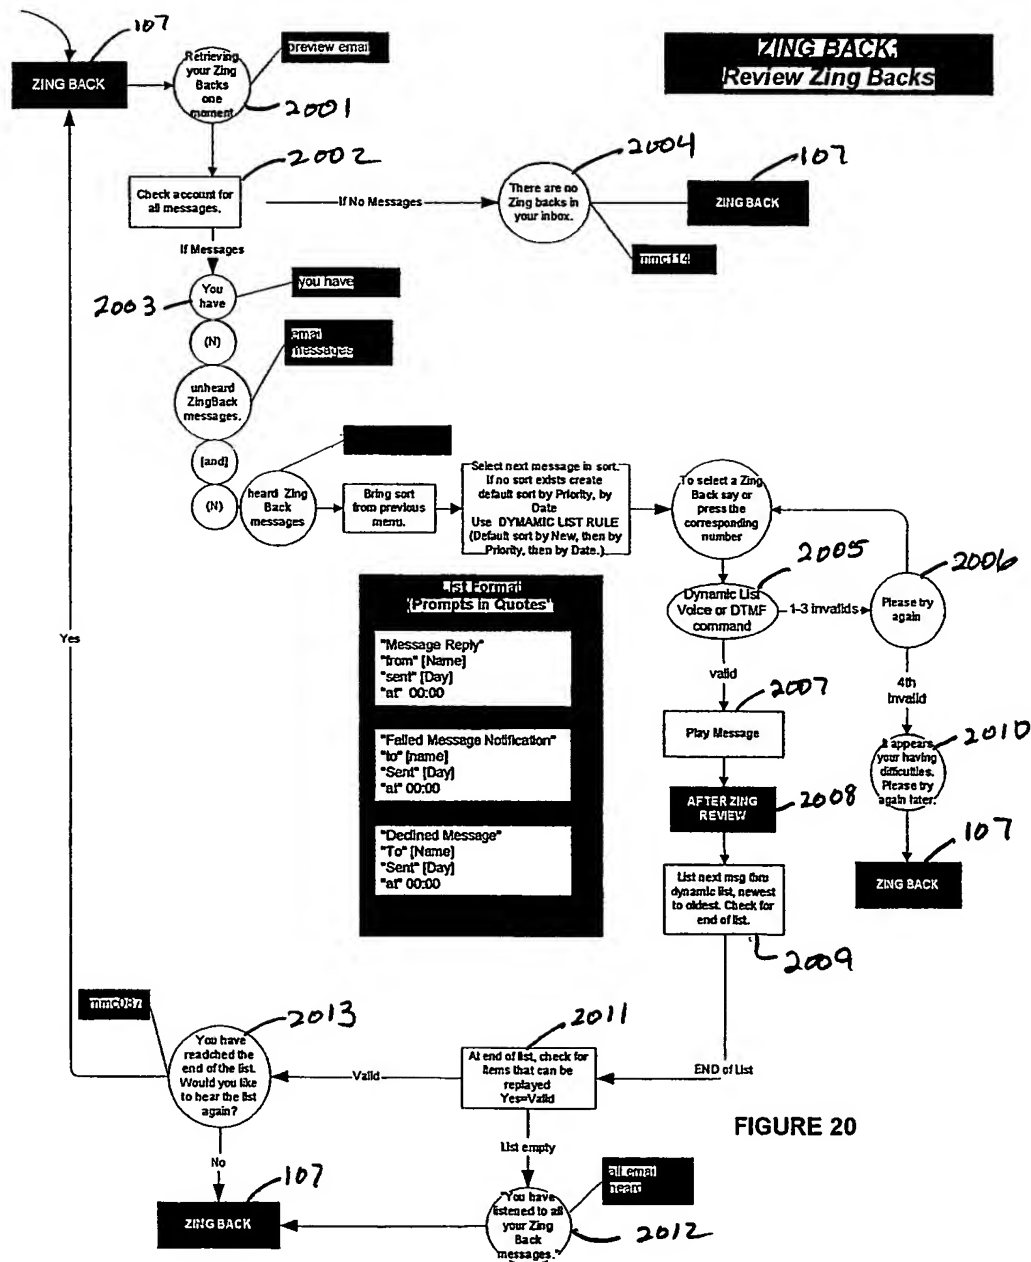 107
ZING BACK
Retrieving
your Zing
Backs
one
moment
preview email
2001
ZING BACK:
Review Zing Backs
2002
Check account for
all messages.
If No Messages
2004
There are no
Zing backs in
your inbox.
107
ZING BACK
mmc114
If Messages
2003
You
have
you have
(N)
email
messages
unheard
ZingBack
messages.
[and]
(N)
heard Zing
Back
messages
Bring sort
from previous
menu.
Select next message in sort.
If no sort exists create
default sort by Priority, by
Date
Use DYMAMIC LIST RULE
(Default sort by New, then by
Priority, then by Date.)
To select a Zing
Back say or
press the
corresponding
number
2005
Dynamic List
Voice or DTMF
command
1-3 Invalids
2006
Please try
again
valid
4th
Invalid
2007
Play Message
2010
It appears
your having
difficulties.
Please try
again later.
AFTER ZING
REVIEW
2008
107
ZING BACK
List next msg thru
dynamic list, newest
to oldest. Check for
end of list.
2009
List Format
(Prompts in Quotes"
"Message Reply"
"from" [Name]
"sent" [Day]
"at" 00:00
"Failed Message Notification"
"to" [name]
"Sent" [Day]
"at" 00:00
"Declined Message"
"To" [Name]
"Sent" [Day]
"at" 00:00
Yes
mmc087
2013
You have
readched the
end of the list.
Would you like
to hear the list
again?
Valid
2011
At end of list, check for
items that can be
replayed
Yes=Valid
END of List
FIGURE 20
No
List empty
107
ZING BACK
all email
heard
"You have
listened to all
your Zing
Back
messages."
2012